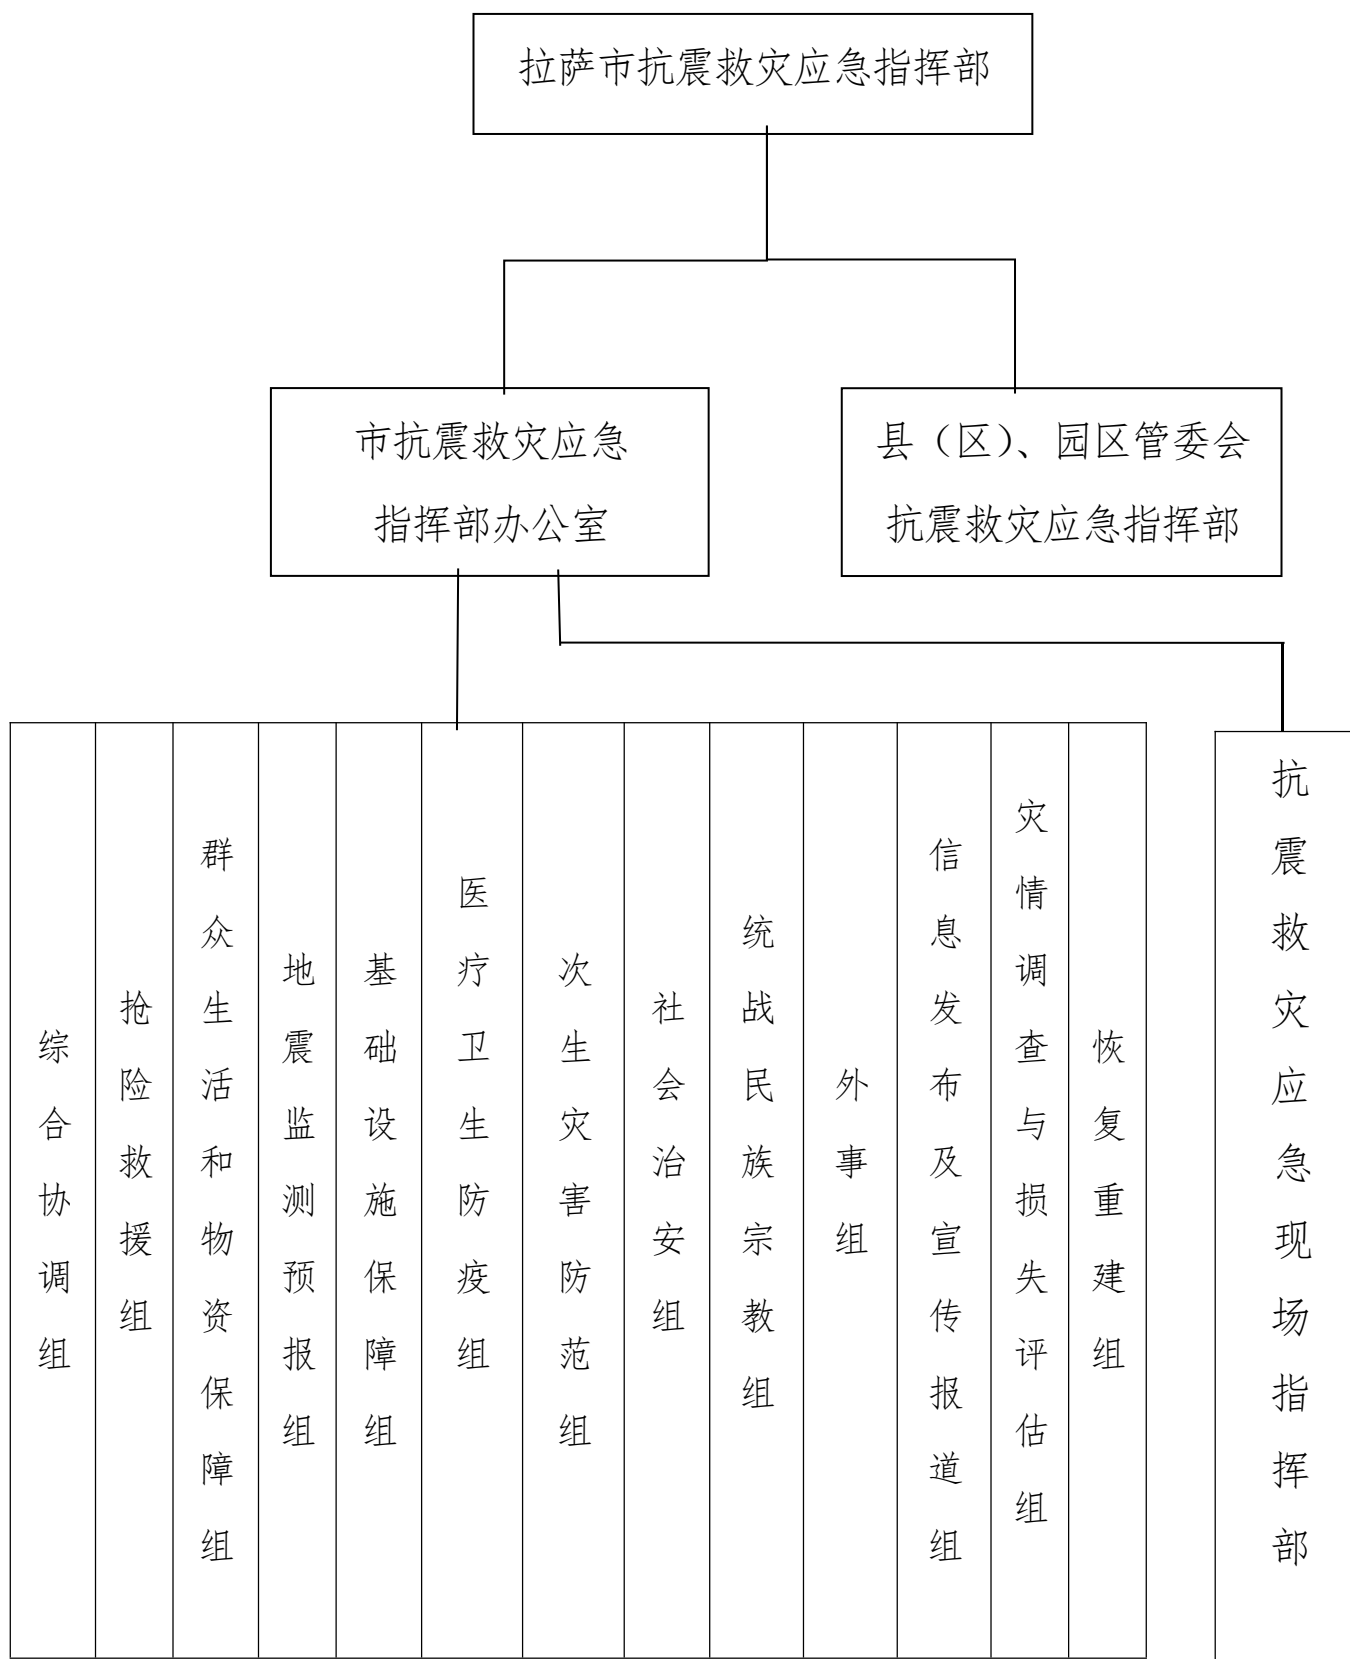 拉萨市抗震救灾应急指挥部
市抗震救灾应急
指挥部办公室
县（区）、园区管委会
抗震救灾应急指挥部
综合协调组
抢险救援组
群众生活和物资保障组
地震监测预报组
基础设施保障组
医疗卫生防疫组
次生灾害防范组
社会治安组
统战民族宗教组
外事组
信息发布及宣传报道组
灾情调查与损失评估组
恢复重建组
抗震救灾应急现场指挥部